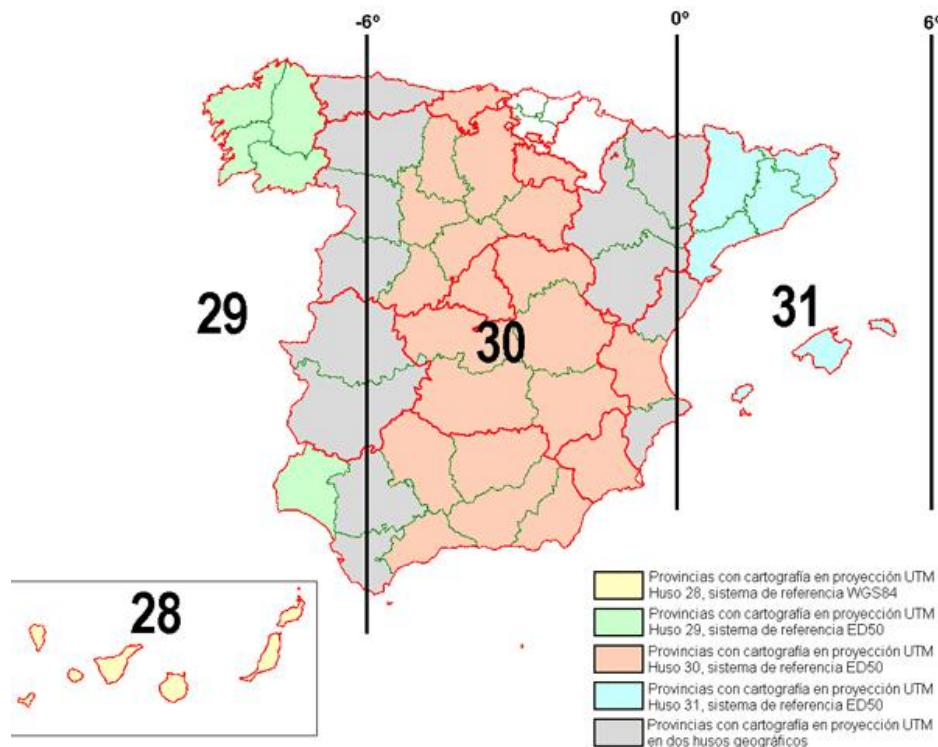 -6º 0º 6º
29
30
31
28
Provincias con cartografía en proyección UTM
Huso 28, sistema de referencia WGS84
Provincias con cartografía en proyección UTM
Huso 29, sistema de referencia ED50
Provincias con cartografía en proyección UTM
Huso 30, sistema de referencia ED50
Provincias con cartografía en proyección UTM
Huso 31, sistema de referencia ED50
Provincias con cartografía en proyección UTM
en dos husos geográficos